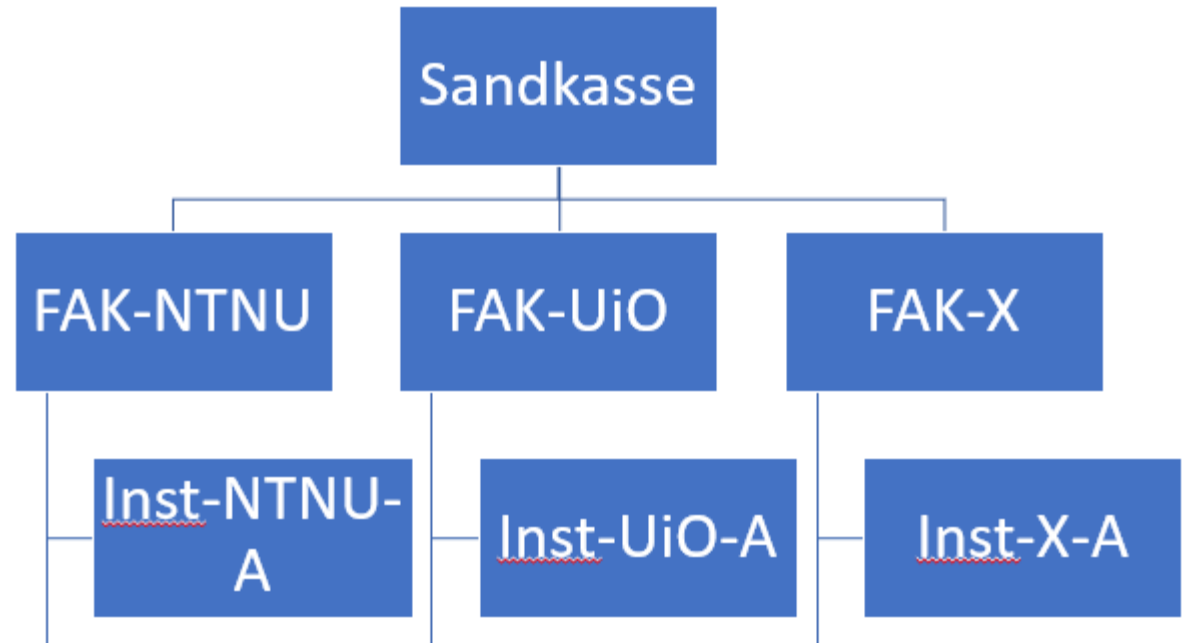 Sandkasse
FAK-NTNU
FAK-UiO
FAK-X
Inst-NTNU-
A
Inst-UiO-A
Inst-X-A